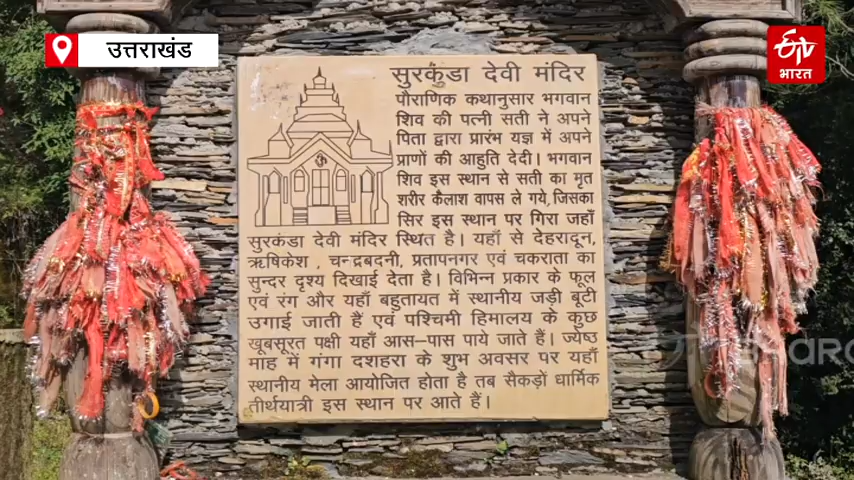 उत्तराखंड
ETV
भारत
सुरकुंडा देवी मंदिर
पौराणिक कथानुसार भगवान
शिव की पत्नी सती ने अपने
पिता द्वारा प्रारंभ यज्ञ में अपने
प्राणों की आहुति देदी। भगवान
शिव इस स्थान से सती का मृत
शरीर कैलाश वापस ले गये, जिसका
सिर इस स्थान पर गिरा जहाँ
सुरकंडा देवी मंदिर स्थित है। यहाँ से देहरादून,
ऋषिकेश , चन्द्रबदनी, प्रतापनगर एवं चकराता का
सुन्दर दृश्य दिखाई देता है। विभिन्न प्रकार के फूल
एवं रंग और यहाँ बहुतायत में स्थानीय जड़ी बूटी
उगाई जाती हैं एवं पश्चिमी हिमालय के कुछ
खूबसूरत पक्षी यहाँ आस–पास पाये जाते हैं। ज्येष्ठ
माह में गंगा दशहरा के शुभ अवसर पर यहाँ
स्थानीय मेला आयोजित होता है तब सैकड़ों धार्मिक
तीर्थयात्री इस स्थान पर आते हैं।